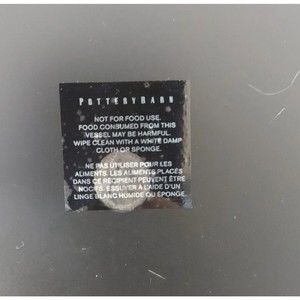 POTTERY BARN
NOT FOR FOOD USE.
FOOD CONSUMED FROM THIS
VESSEL MAY BE HARMFUL.
WIPE CLEAN WITH A WHITE DAMP
CLOTH OR SPONGE.
NE PAS UTILISER POUR LES
ALIMENTS. LES ALIMENTS PLACÉS
DANS CE RÉCIPIENT PEUVENT ÊTRE
NOCIFS. ESSUYER À L'AIDE D'UN
LINGE BLANC HUMIDE OU ÉPONGE.